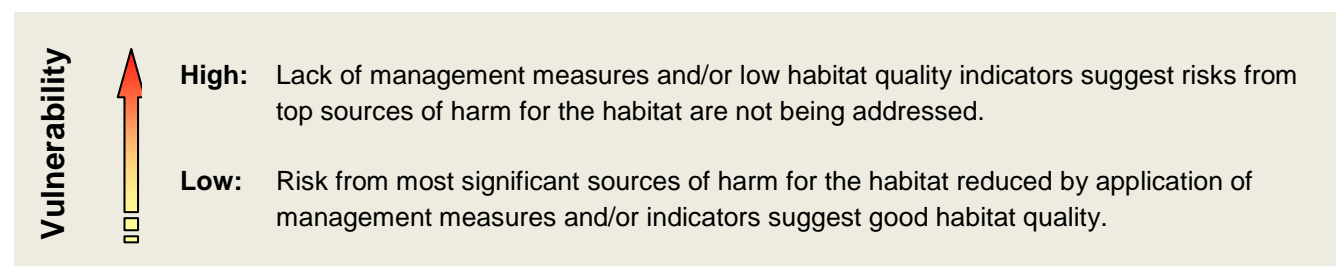 Vulnerability
High: Lack of management measures and/or low habitat quality indicators suggest risks from
top sources of harm for the habitat are not being addressed.
Low: Risk from most significant sources of harm for the habitat reduced by application of
management measures and/or indicators suggest good habitat quality.